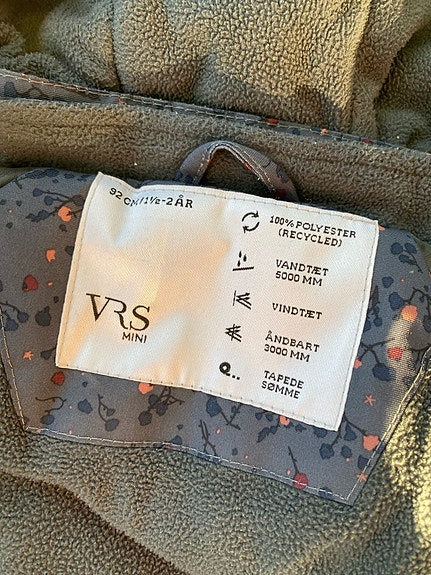 92 CM / 1½-2 ÅR
VRS
MINI
100% POLYESTER
(RECYCLED)
VANDTÆT
5000 MM
VINDTÆT
ÅNDBART
3000 MM
TAPEDE
SØMME